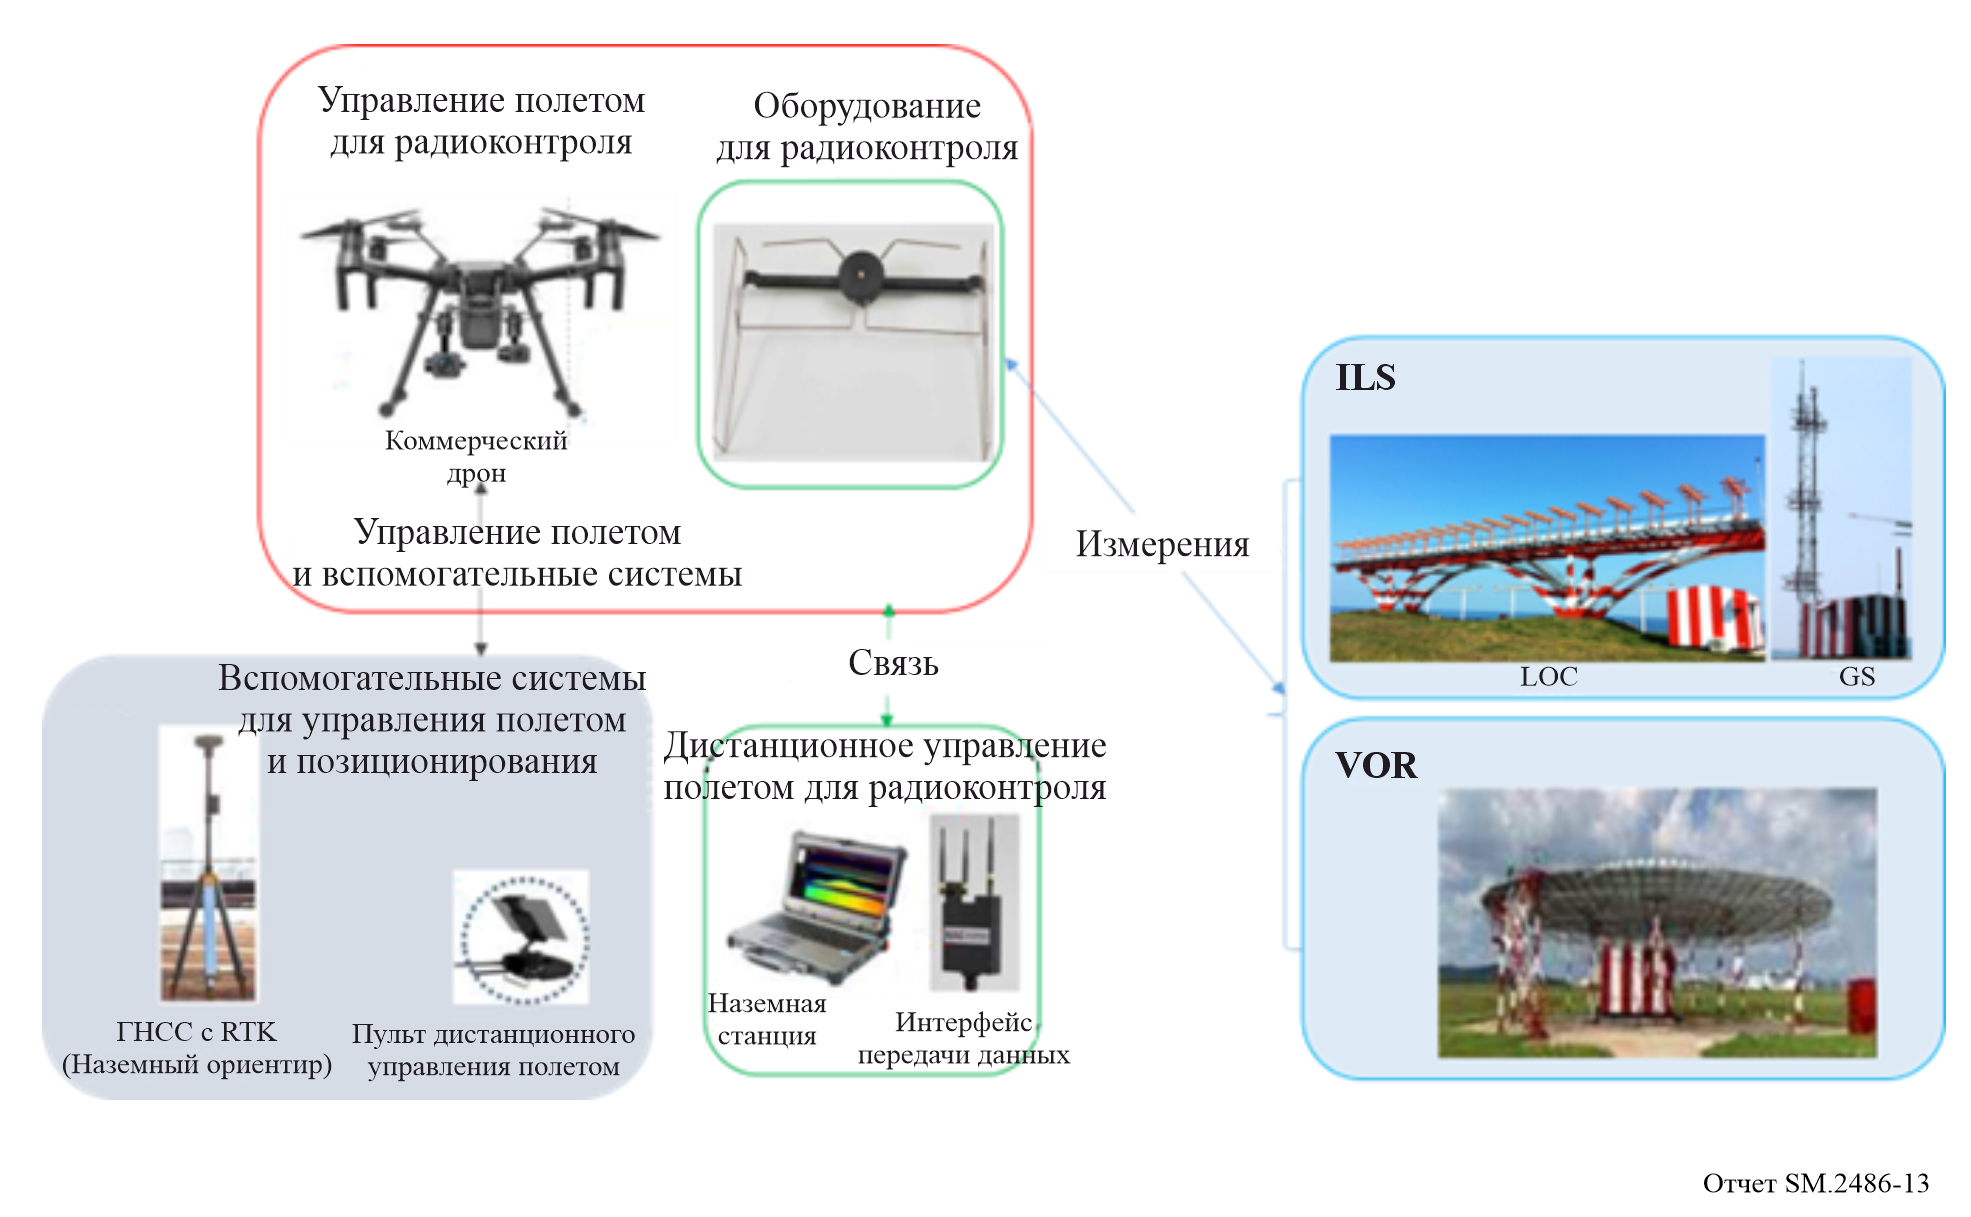 Управление полетом
для радиоконтроля
Оборудование
для радиоконтроля
Коммерческий
дрон
Управление полетом
и вспомогательные системы
Измерения
ILS
LOC
GS
Связь
Вспомогательные системы
для управления полетом
и позиционирования
ГНСС с RTK
(Наземный ориентир)
Пульт дистанционного
управления полетом
Дистанционное управление
полетом для радиоконтроля
Наземная
станция
Интерфейс
передачи данных
VOR
Отчет SM.2486-13